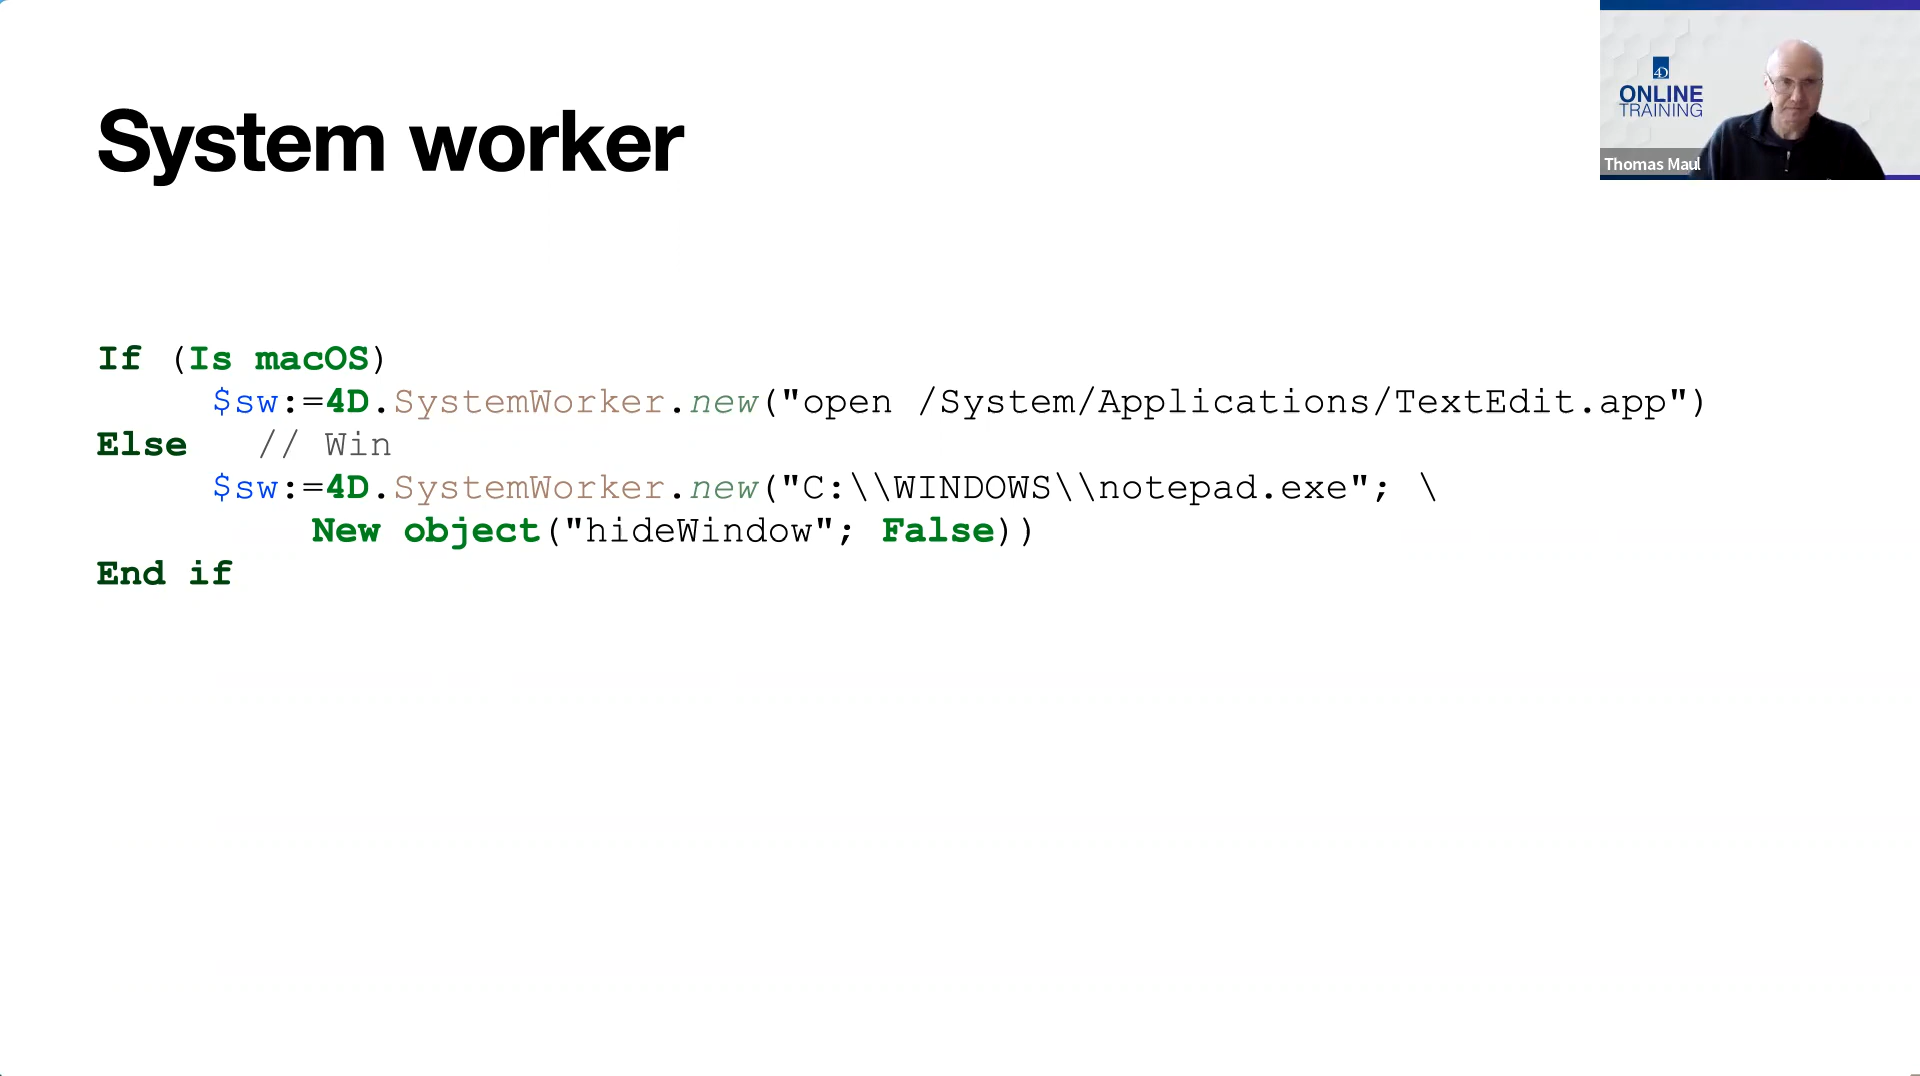 System worker
4D
ONLINE
TRAINING
Thomas Maul
If (Is macOS)
$sw:=4D.SystemWorker.new("open /System/Applications/TextEdit.app")
Else // Win
$sw:=4D.SystemWorker.new("C:\\WINDOWS\\notepad.exe"; \
New object("hideWindow"; False))
End if